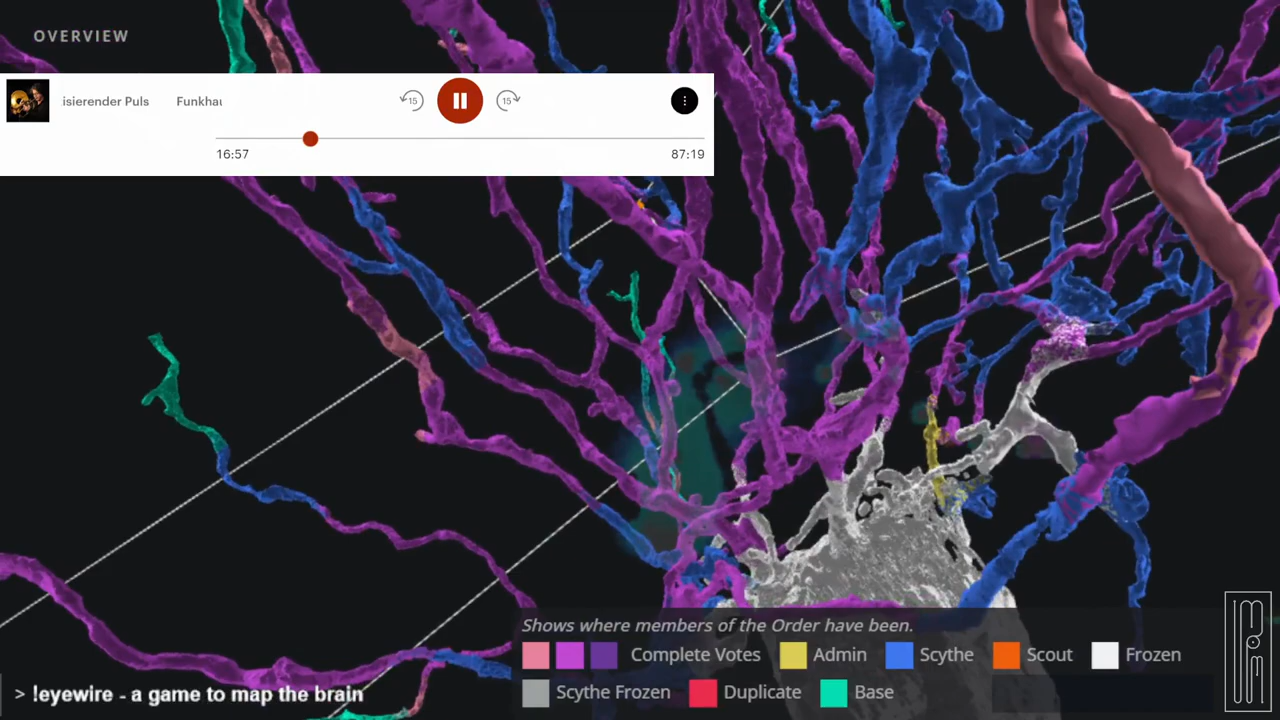 OVERVIEW
isierender Puls Funkhau
15 15
16:57 87:19
Shows where members of the Order have been.
Complete Votes Admin Scythe Scout Frozen
Scythe Frozen Duplicate Base
> !eyewire - a game to map the brain